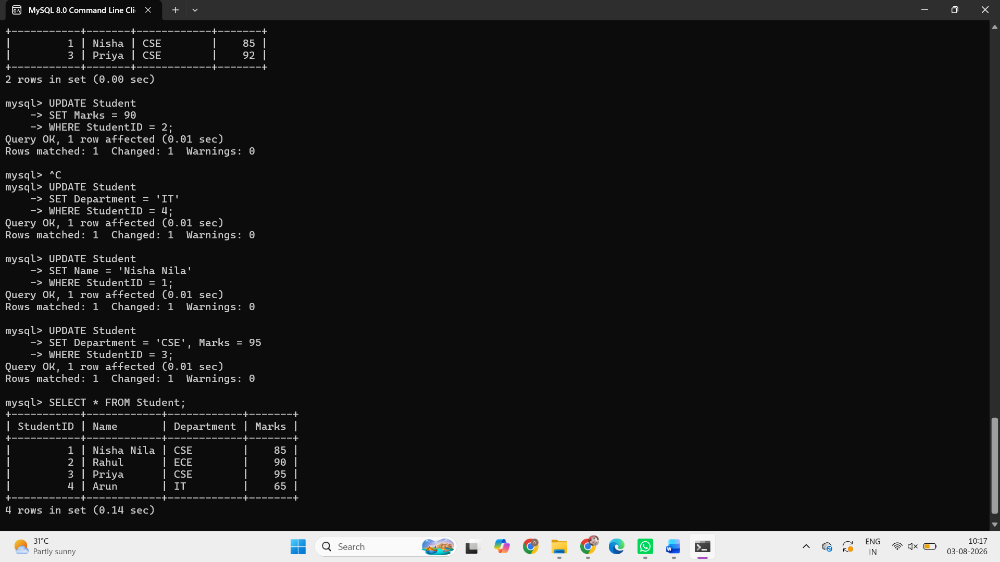 MySQL 8.0 Command Line Cli
+-----------+-------+------------+-------+
|         1 | Nisha | CSE        |    85 |
|         3 | Priya | CSE        |    92 |
+-----------+-------+------------+-------+
2 rows in set (0.00 sec)
mysql> UPDATE Student
    -> SET Marks = 90
    -> WHERE StudentID = 2;
Query OK, 1 row affected (0.01 sec)
Rows matched: 1  Changed: 1  Warnings: 0
mysql> ^C
mysql> UPDATE Student
    -> SET Department = 'IT'
    -> WHERE StudentID = 4;
Query OK, 1 row affected (0.01 sec)
Rows matched: 1  Changed: 1  Warnings: 0
mysql> UPDATE Student
    -> SET Name = 'Nisha Nila'
    -> WHERE StudentID = 1;
Query OK, 1 row affected (0.01 sec)
Rows matched: 1  Changed: 1  Warnings: 0
mysql> UPDATE Student
    -> SET Department = 'CSE', Marks = 95
    -> WHERE StudentID = 3;
Query OK, 1 row affected (0.01 sec)
Rows matched: 1  Changed: 1  Warnings: 0
mysql> SELECT * FROM Student;
+-----------+------------+------------+-------+
| StudentID | Name       | Department | Marks |
+-----------+------------+------------+-------+
|         1 | Nisha Nila | CSE        |    85 |
|         2 | Rahul      | ECE        |    90 |
|         3 | Priya      | CSE        |    95 |
|         4 | Arun       | IT         |    65 |
+-----------+------------+------------+-------+
4 rows in set (0.14 sec)
31°C
Partly sunny
Search
ENG
IN
10:17
03-08-2026